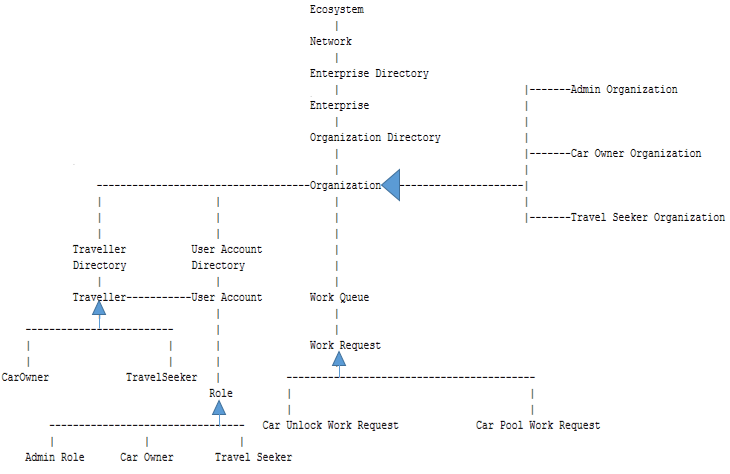 Ecosystem
Network
Enterprise Directory
Admin Organization
Enterprise
Organization Directory
Car Owner Organization
Organization
Travel Seeker Organization
Traveller
Directory
User Account
Directory
Traveller
User Account
Work Queue
Work Request
CarOwner
TravelSeeker
Role
Car Unlock Work Request
Car Pool Work Request
Admin Role
Car Owner
Travel Seeker